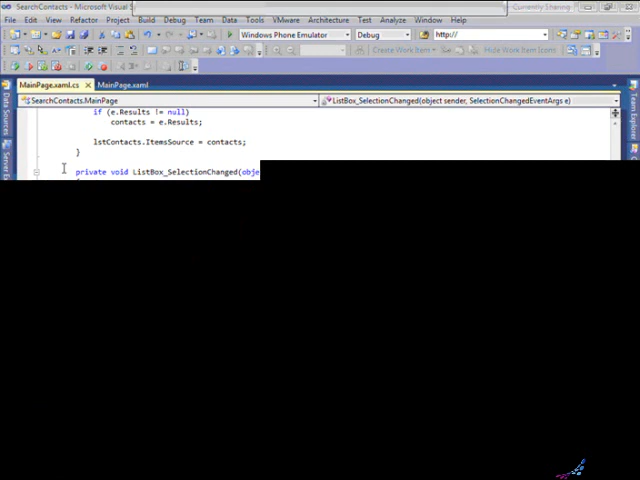 SearchContacts - Microsoft Visual S
Currently Sharing
File Edit View Refactor Project Build Debug Team Data Tools VMware Architecture Test Analyze Window Help
Windows Phone Emulator Debug http://
Create Work Item Hide Work Item Icons
MainPage.xaml.cs MainPage.xaml
SearchContacts.MainPage ListBox_SelectionChanged(object sender, SelectionChangedEventArgs e)
if (e.Results != null)
contacts = e.Results;
lstContacts.ItemsSource = contacts;
}
private void ListBox_SelectionChanged(obje
Data Sources
Server Ex
Team Explorer